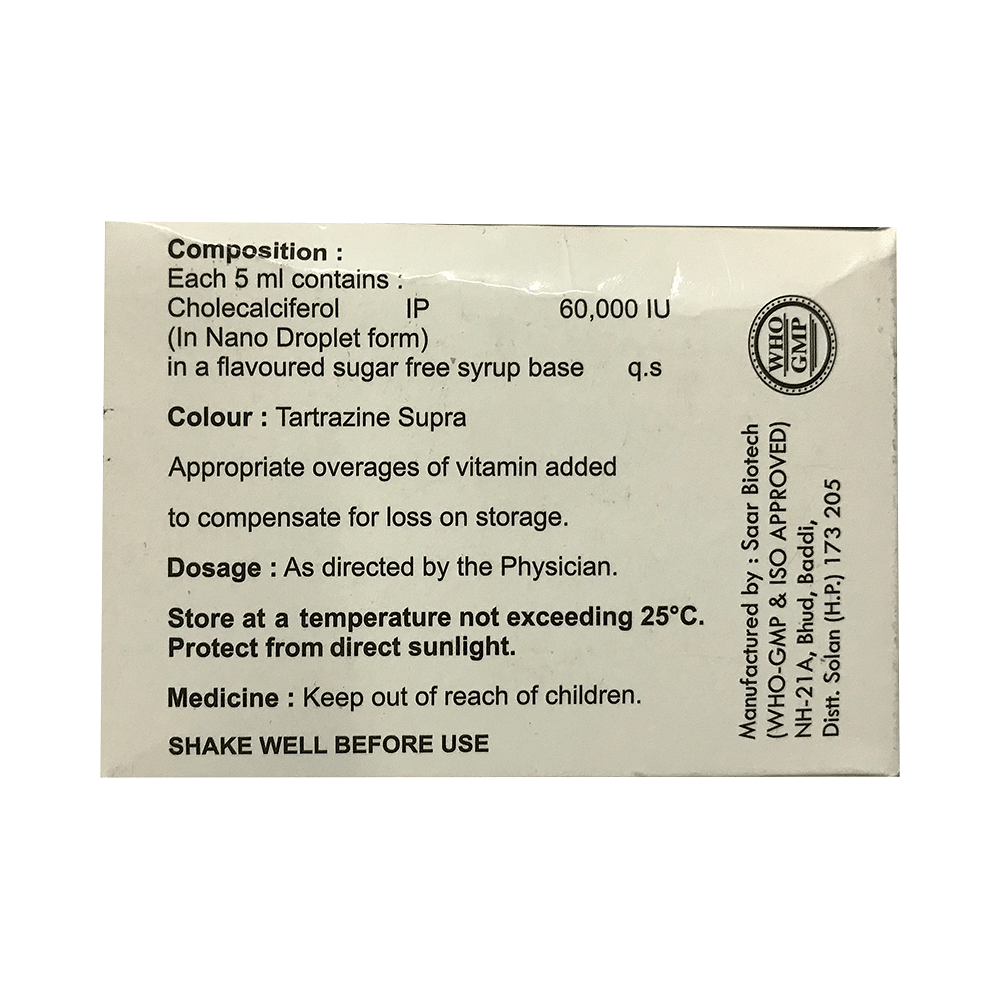 Composition :
Each 5 ml contains :
Cholecalciferol IP 60,000 IU
(In Nano Droplet form)
in a flavoured sugar free syrup base q.s
Colour : Tartrazine Supra
Appropriate overages of vitamin added
to compensate for loss on storage.
Dosage : As directed by the Physician.
Store at a temperature not exceeding 25°C.
Protect from direct sunlight.
Medicine : Keep out of reach of children.
SHAKE WELL BEFORE USE
WHO
GMP
Manufactured by : Saar Biotech
(WHO-GMP & ISO APPROVED)
NH-21A, Bhud, Baddi,
Distt. Solan (H.P.) 173 205